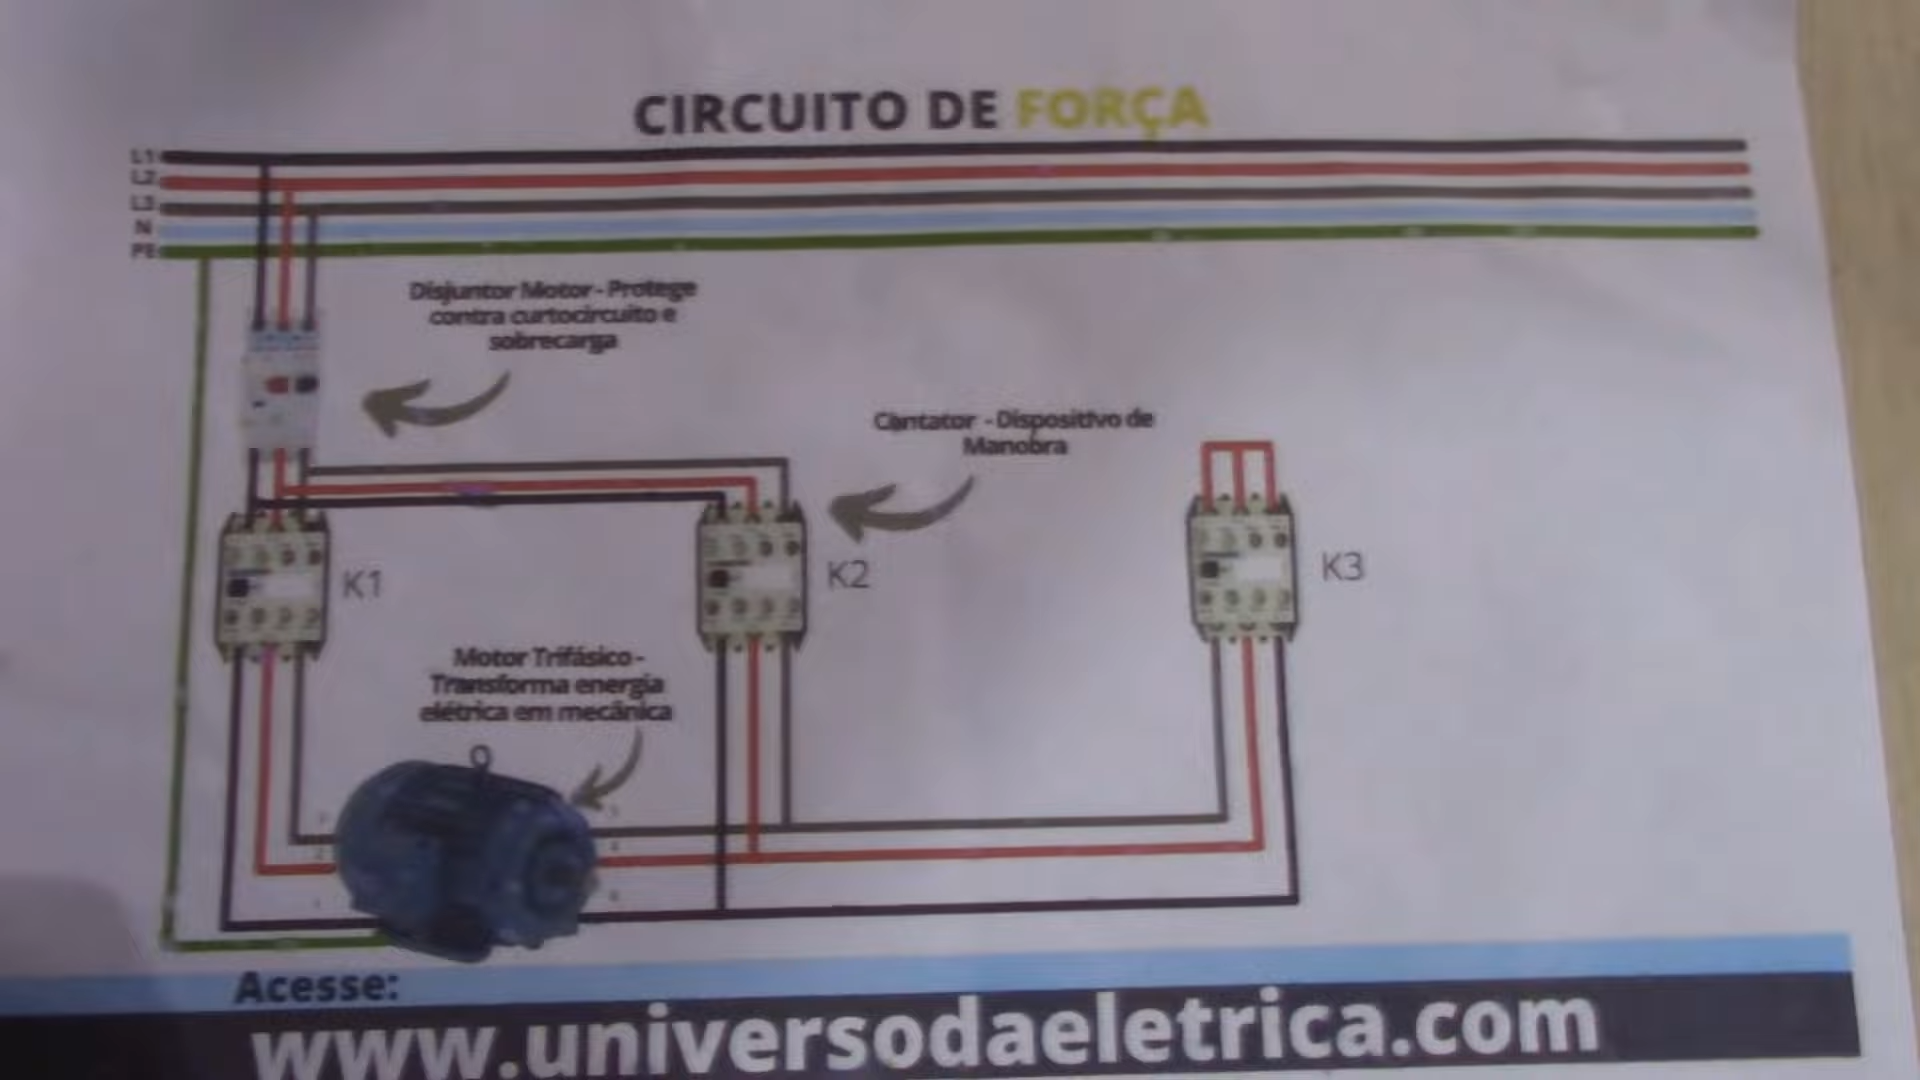 CIRCUITO DE FORÇA
L1
L2
L3
N
PE
Disjuntor Motor - Protege
contra curtocircuito e
sobrecarga
Contator - Dispositivo de
Manobra
K1
K2
K3
Motor Trifásico -
Transforma energia
elétrica em mecânica
Acesse:
www.universodaeletrica.com